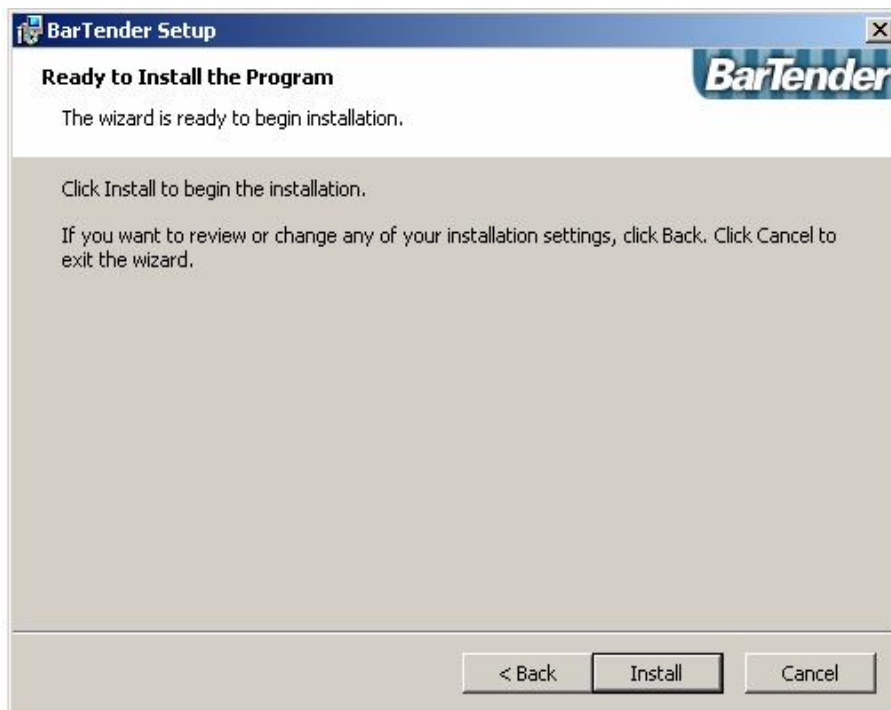 BarTender Setup
Ready to Install the Program
BarTender
The wizard is ready to begin installation.
Click Install to begin the installation.
If you want to review or change any of your installation settings, click Back. Click Cancel to
exit the wizard.
< Back
Install
Cancel